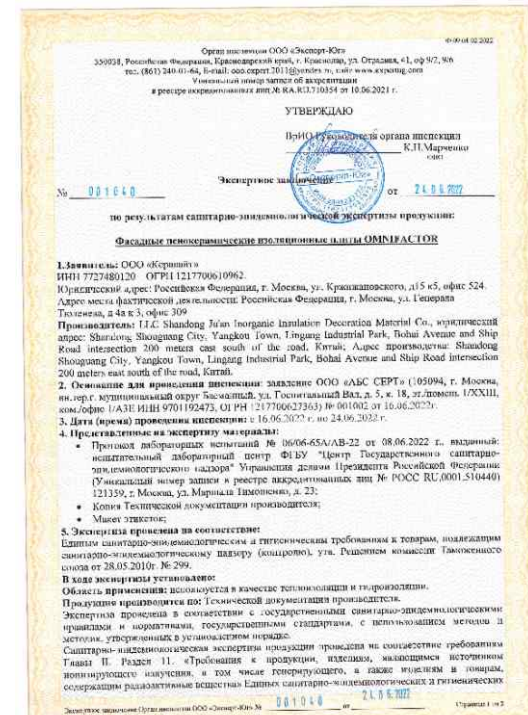 Ф-09-04-02-2022
Орган инспекции ООО «Эксперт-Юг»
350038, Российская Федерация, Краснодарский край, г. Краснодар, ул. Отрадная, 41, оф 9/2, 9/6
тел. (861) 240-01-64, E-mail: ooo.expert.2011@yandex.ru, сайт www.expertug.com
Уникальный номер записи об аккредитации
в реестре аккредитованных лиц № RA.RU.710354 от 10.06.2021 г.
УТВЕРЖДАЮ
ВрИО Руководителя органа инспекции
К.П.Марченко
Экспертное заключение
№ 001040 от 24.06.2022
по результатам санитарно-эпидемиологической экспертизы продукции:
Фасадные пенокерамические изоляционные плиты OMNIFACTOR
1.Заявитель: ООО «Керилайт»
ИНН 7727480120 ОГРН 1217700610962.
Юридический адрес: Российская Федерация, г. Москва, ул. Кржижановского, д15 к5, офис 524.
Адрес места фактической деятельности: Российская Федерация, г. Москва, ул. Генерала
Тюленева, д 4а к 3, офис 309
Производитель: LLC Shandong Ju'an Inorganic Insulation Decoration Material Co., юридический
адрес: Shandong Shouguang City, Yangkou Town, Lingang Industrial Park, Bohai Avenue and Ship
Road intersection 200 meters east south of the road, Китай; Адрес производства: Shandong
Shouguang City, Yangkou Town, Lingang Industrial Park, Bohai Avenue and Ship Road intersection
200 meters east south of the road, Китай.
2. Основание для проведения инспекции: заявление ООО «АБС СЕРТ» (105094, г. Москва,
вн.тер.г. муниципальный округ Басманный, ул. Госпитальный Вал, д. 5, к. 18, эт./помещ. 1/XXIII,
ком./офис 1/А3Е ИНН 9701192473, ОГРН 1217700627363) № 001002 от 16.06.2022г.
3. Дата (время) проведения инспекции: с 16.06.2022 г. по 24.06.2022 г.
4. Представленные на экспертизу материалы:
• Протокол лабораторных испытаний № 06/06-65А/АВ-22 от 08.06.2022 г., выданный:
испытательный лабораторный центр ФГБУ "Центр Государственного санитарно-
эпидемиологического надзора" Управления делами Президента Российской Федерации
(Уникальный номер записи в реестре аккредитованных лиц № РОСС RU.0001.510440)
121359, г. Москва, ул. Маршала Тимошенко, д. 23;
• Копия Технической документации производителя;
• Макет этикеток;
5. Экспертиза проведена на соответствие:
Единым санитарно-эпидемиологическим и гигиеническим требованиям к товарам, подлежащим
санитарно-эпидемиологическому надзору (контролю), утв. Решением комиссии Таможенного
союза от 28.05.2010г. № 299.
В ходе экспертизы установлено:
Область применения: используется в качестве теплоизоляции и гидроизоляции.
Продукция производится по: Технической документации производителя.
Экспертиза проведена в соответствии с государственными санитарно-эпидемиологическими
правилами и нормативами, государственными стандартами, с использованием методов и
методик, утвержденных в установленном порядке.
Санитарно-эпидемиологическая экспертиза продукции проведена на соответствие требованиям
Главы II. Раздел 11. «Требования к продукции, изделиям, являющимся источником
ионизирующего излучения, в том числе генерирующего, а также изделиям и товарам,
содержащим радиоактивные вещества» Единых санитарно-эпидемиологических и гигиенических
Экспертное заключение Органа инспекции ООО «Эксперт-Юг» № 001040 от 24.06.2022 Страница 1 из 2